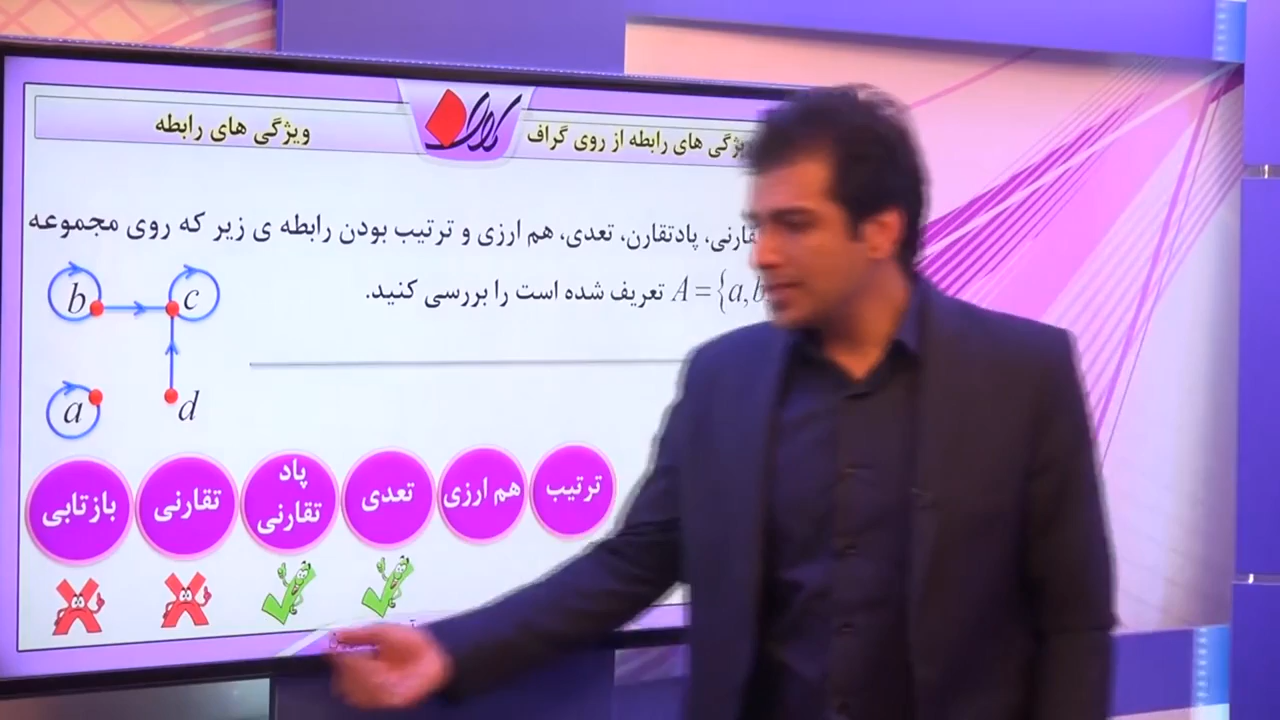 ویژگی های رابطه از روی گراف
ویژگی های رابطه
پادتقارن، تعدی، هم ارزی و ترتیب بودن رابطه ی زیر که روی مجموعه
A = {a, b
تعریف شده است را بررسی کنید.
b
c
a
d
ترتیب
هم ارزی
تعدی
پاد تقارنی
تقارنی
بازتابی